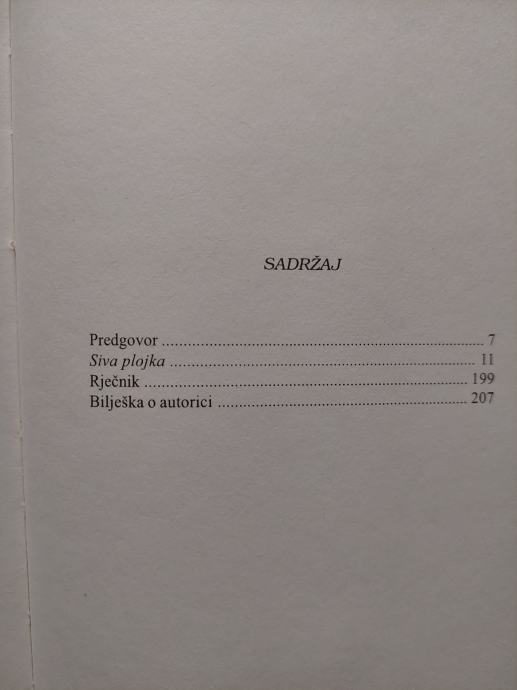 SADRŽAJ
Predgovor ........................................................................ 7
Siva plojka ..................................................................... 11
Rječnik ......................................................................... 199
Bilješka o autorici ......................................................... 207